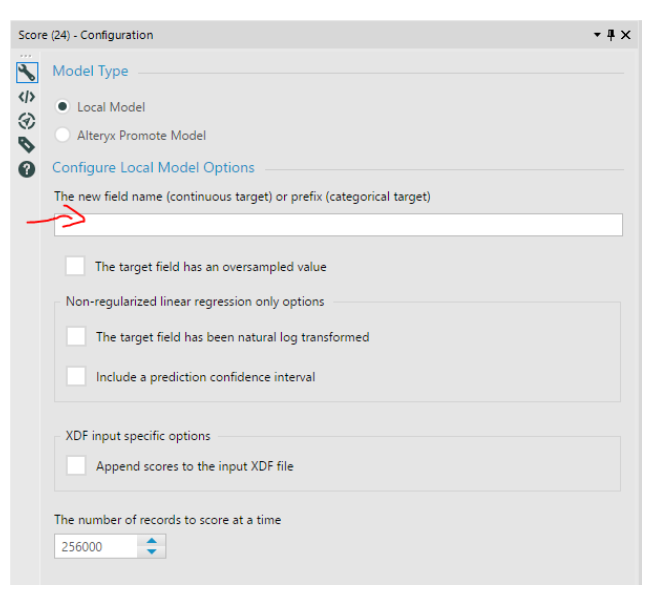 Score (24) - Configuration
Model Type
Local Model
Alteryx Promote Model
Configure Local Model Options
The new field name (continuous target) or prefix (categorical target)
The target field has an oversampled value
Non-regularized linear regression only options
The target field has been natural log transformed
Include a prediction confidence interval
XDF input specific options
Append scores to the input XDF file
The number of records to score at a time
256000